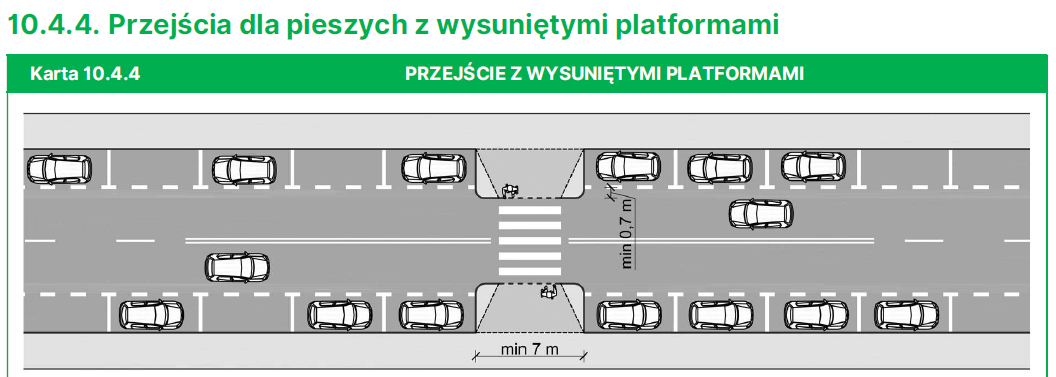 10.4.4. Przejścia dla pieszych z wysuniętymi platformami
Karta 10.4.4 PRZEJŚCIE Z WYSUNIĘTYMI PLATFORMAMI
min 0,7 m
min 7 m